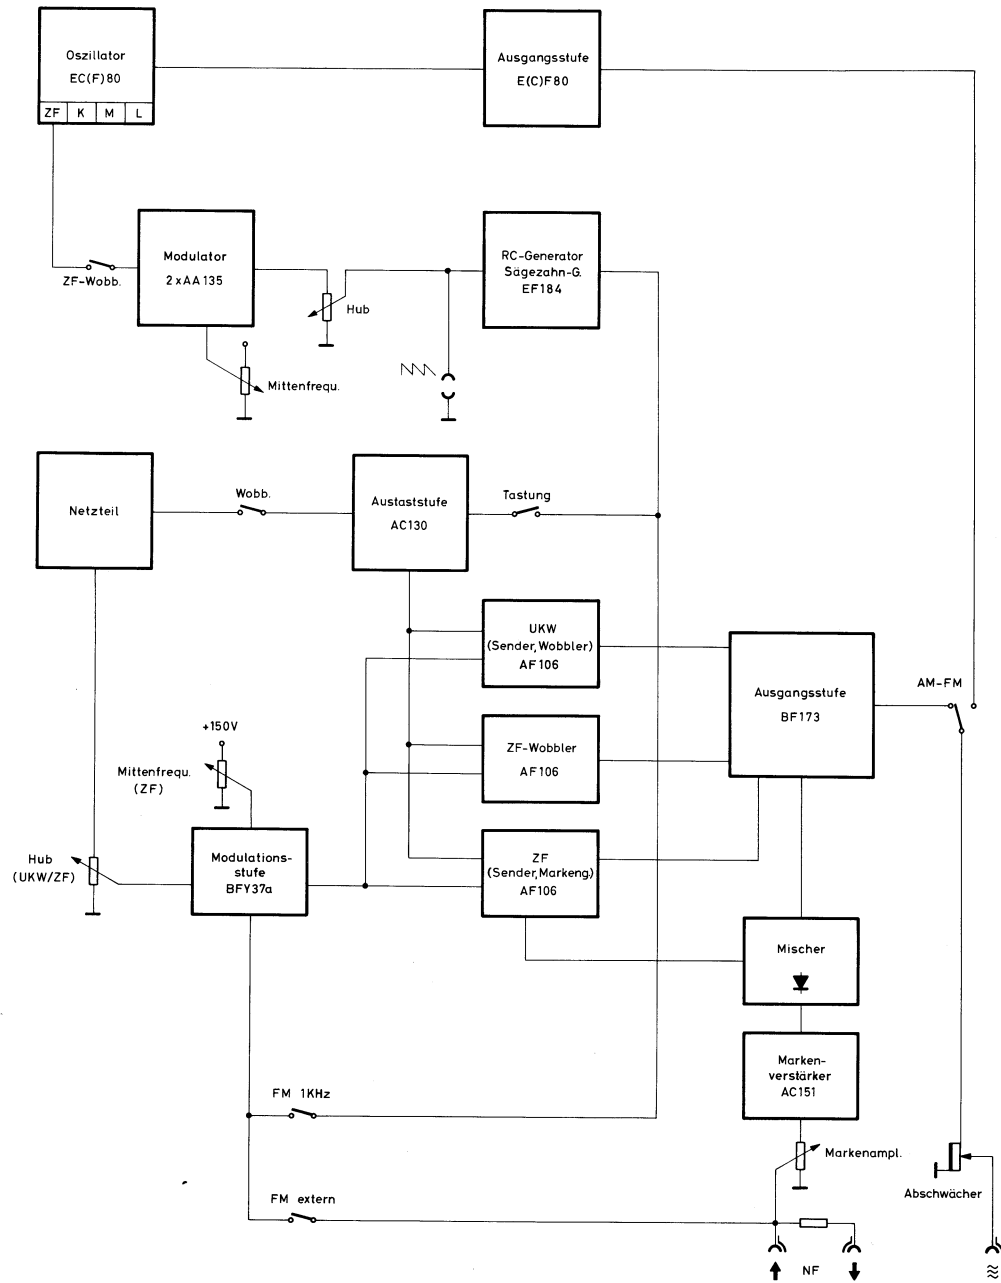 Oszillator
EC(F)80
ZF K M L
Ausgangsstufe
E(C)F80
Modulator
2xAA135
ZF-Wobb.
Hub
RC-Generator
Sägezahn-G.
EF184
Mittenfrequ.
Netzteil
Wobb.
Austaststufe
AC130
Tastung
UKW
(Sender,Wobbler)
AF106
Ausgangsstufe
BF173
AM-FM
ZF-Wobbler
AF106
+150V
Mittenfrequ.
(ZF)
Hub
(UKW/ZF)
Modulations-
stufe
BFY37a
ZF
(Sender,Markeng.)
AF106
Mischer
Marken-
verstärker
AC151
FM 1KHz
Markenampl.
Abschwächer
FM extern
NF